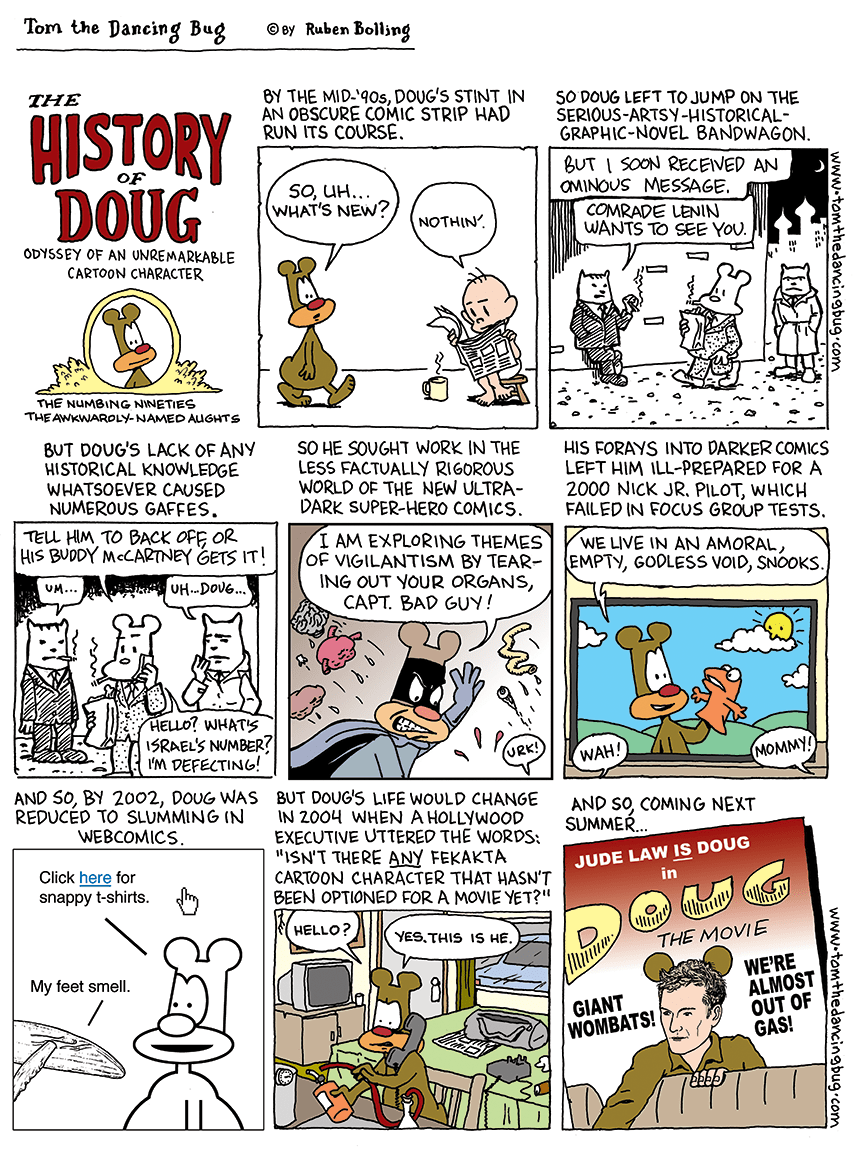 Tom the Dancing Bug
© BY Ruben Bolling
THE
HISTORY
OF
DOUG
ODYSSEY OF AN UNREMARKABLE
CARTOON CHARACTER
THE NUMBING NINETIES
THE AWKWARDLY-NAMED AUGHTS
BY THE MID-'90s, DOUG'S STINT IN
AN OBSCURE COMIC STRIP HAD
RUN ITS COURSE.
SO, UH...
WHAT'S NEW?
NOTHIN'.
SO DOUG LEFT TO JUMP ON THE
SERIOUS-ARTSY-HISTORICAL-
GRAPHIC-NOVEL BANDWAGON.
BUT I SOON RECEIVED AN
OMINOUS MESSAGE.
COMRADE LENIN
WANTS TO SEE YOU.
www.tomthedancingbug.com
BUT DOUG'S LACK OF ANY
HISTORICAL KNOWLEDGE
WHATSOEVER CAUSED
NUMEROUS GAFFES.
TELL HIM TO BACK OFF, OR
HIS BUDDY McCARTNEY GETS IT!
UM...
UH...DOUG...
HELLO? WHAT'S
ISRAEL'S NUMBER?
I'M DEFECTING!
SO HE SOUGHT WORK IN THE
LESS FACTUALLY RIGOROUS
WORLD OF THE NEW ULTRA-
DARK SUPER-HERO COMICS.
I AM EXPLORING THEMES
OF VIGILANTISM BY TEAR-
ING OUT YOUR ORGANS,
CAPT. BAD GUY!
URK!
HIS FORAYS INTO DARKER COMICS
LEFT HIM ILL-PREPARED FOR A
2000 NICK JR. PILOT, WHICH
FAILED IN FOCUS GROUP TESTS.
WE LIVE IN AN AMORAL,
EMPTY, GODLESS VOID, SNOOKS.
WAH!
MOMMY!
AND SO, BY 2002, DOUG WAS
REDUCED TO SLUMMING IN
WEBCOMICS.
Click here for
snappy t-shirts.
My feet smell.
BUT DOUG'S LIFE WOULD CHANGE
IN 2004 WHEN A HOLLYWOOD
EXECUTIVE UTTERED THE WORDS:
"ISN'T THERE ANY FEKAKTA
CARTOON CHARACTER THAT HASN'T
BEEN OPTIONED FOR A MOVIE YET?"
HELLO?
YES. THIS IS HE.
AND SO, COMING NEXT
SUMMER...
JUDE LAW IS DOUG
in
DOUG
THE MOVIE
GIANT
WOMBATS!
WE'RE
ALMOST
OUT OF
GAS!
www.tomthedancingbug.com